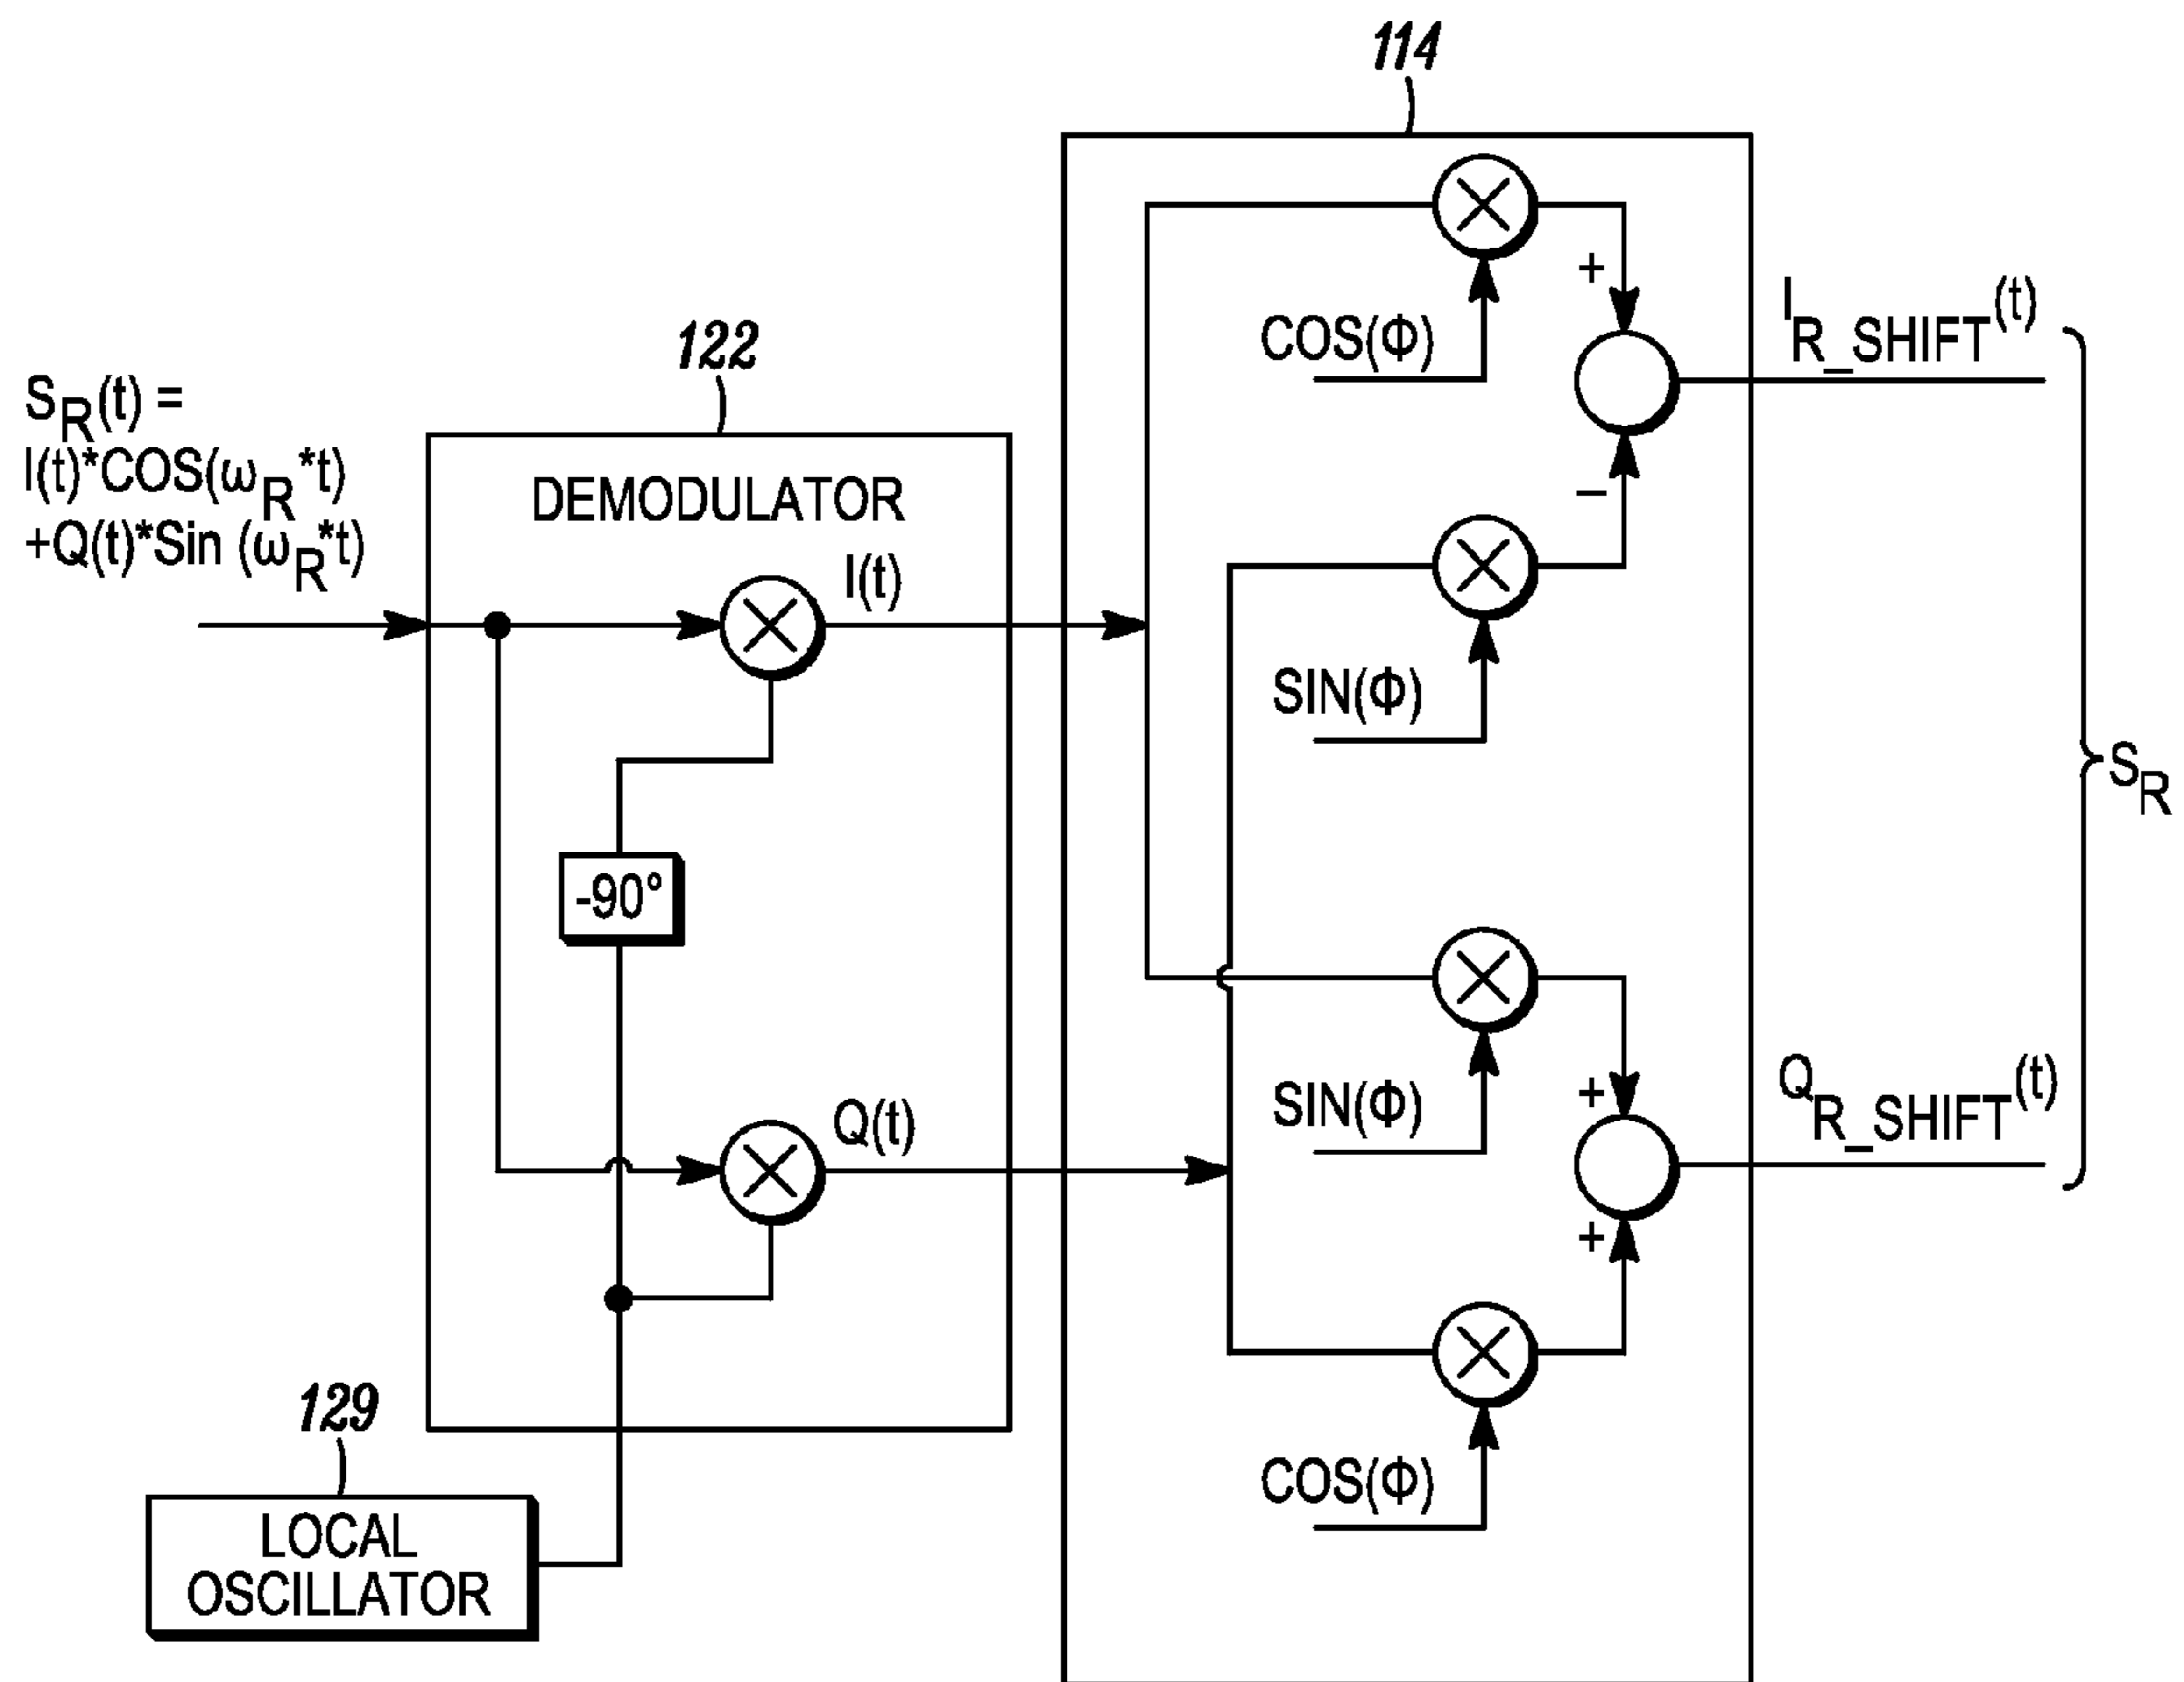 114
122
S_R(t) =
I(t)*COS(ω_R*t)
+Q(t)*Sin (ω_R*t)
DEMODULATOR
I(t)
-90°
Q(t)
129
LOCAL
OSCILLATOR
COS(Φ)
+
I_R_SHIFT(t)
–
SIN(Φ)
S_R
SIN(Φ)
+
Q_R_SHIFT(t)
+
COS(Φ)